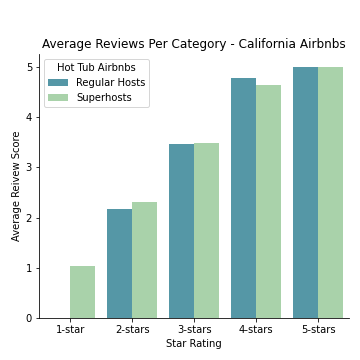 Average Reviews Per Category - California Airbnbs
Hot Tub Airbnbs
Regular Hosts
Superhosts
Average Reivew Score
5
4
3
2
1
0
1-star 2-stars 3-stars 4-stars 5-stars
Star Rating